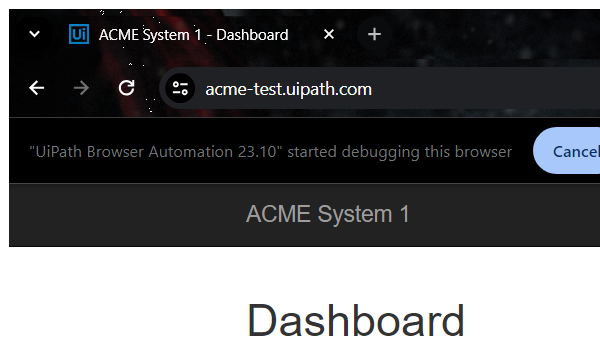 Ui ACME System 1 - Dashboard
acme-test.uipath.com
"UiPath Browser Automation 23.10" started debugging this browser
Cancel
ACME System 1
Dashboard